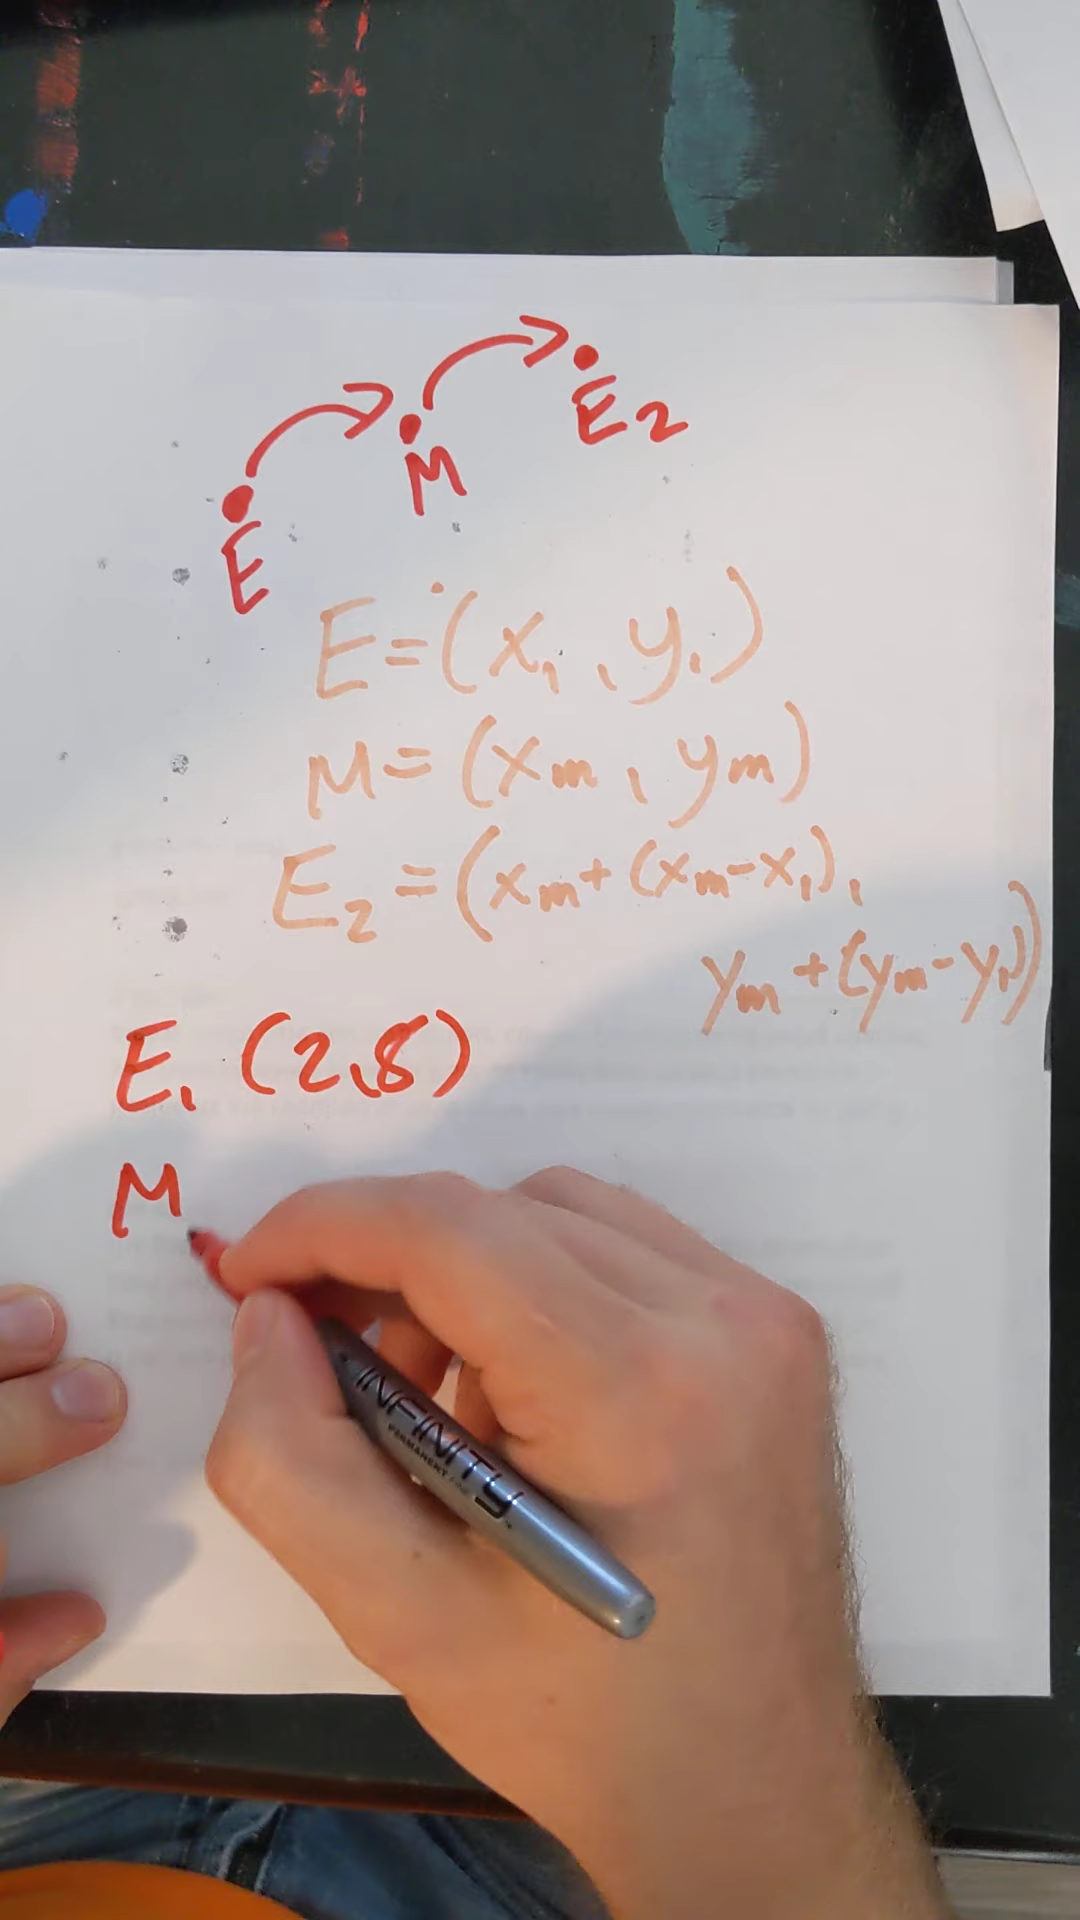 E2
M
E
E=(x₁,y₁)
M=(xm,ym)
E₂=(xm+(xm-x₁),
ym+(ym-y₁))
E₁ (2,8)
M
INFINITY
PERMANENT